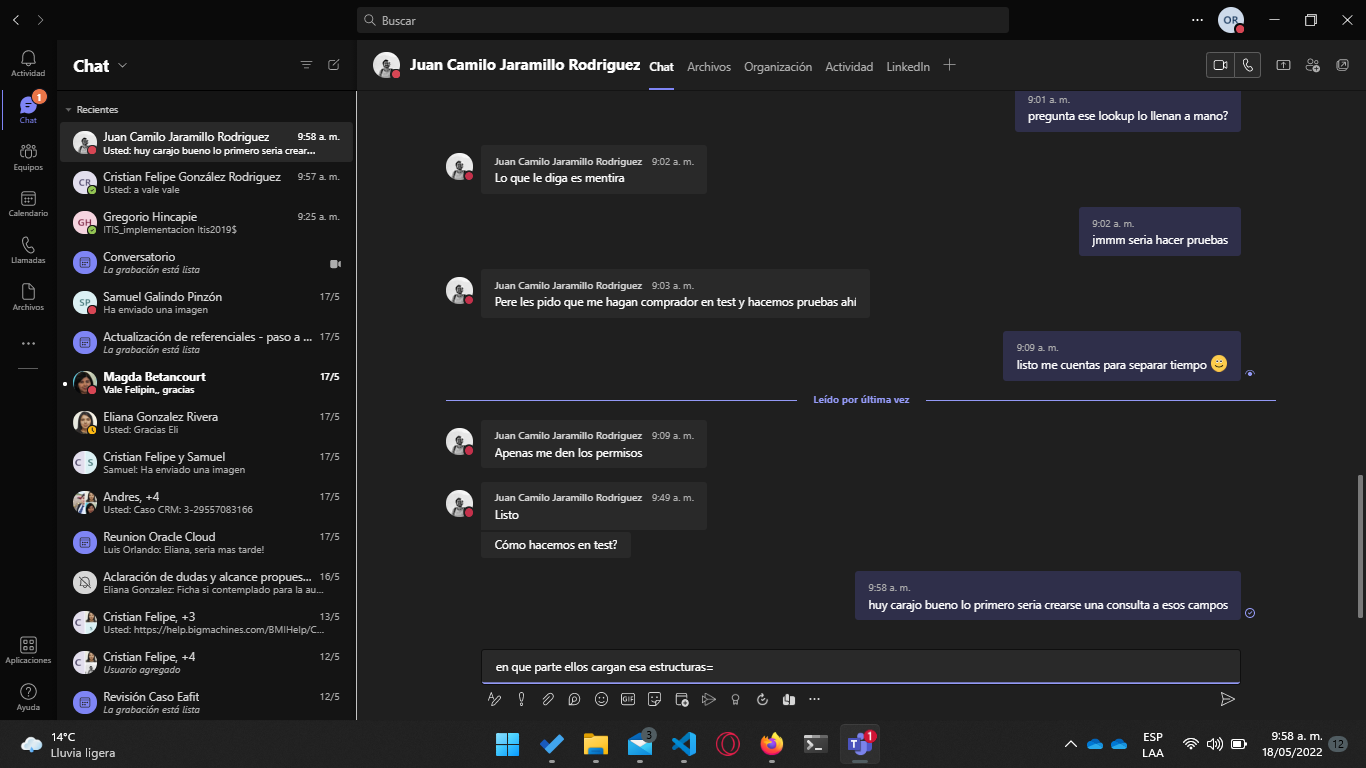 Buscar
OR
Actividad
1
Chat
Equipos
Calendario
Llamadas
Archivos
Aplicaciones
Ayuda
Chat
Recientes
Juan Camilo Jaramillo Rodriguez 9:58 a. m.
Usted: huy carajo bueno lo primero seria crear...
CR
Cristian Felipe González Rodriguez 9:57 a. m.
Usted: a vale vale
GH
Gregorio Hincapie 9:25 a. m.
ITIS_implementacion Itis2019$
Conversatorio
La grabación está lista
SP
Samuel Galindo Pinzón 17/5
Ha enviado una imagen
Actualización de referenciales - paso a ... 17/5
La grabación está lista
Magda Betancourt 17/5
Vale Felipín,, gracias
Eliana Gonzalez Rivera 17/5
Usted: Gracias Eli
C S
Cristian Felipe y Samuel 17/5
Samuel: Ha enviado una imagen
Andres, +4 17/5
Usted: Caso CRM: 3-29557083166
Reunion Oracle Cloud 17/5
Luis Orlando: Eliana, seria mas tarde!
Aclaración de dudas y alcance propues... 16/5
Eliana Gonzalez: Ficha si contemplado para la au...
C
Cristian Felipe, +3 13/5
Usted: https://help.bigmachines.com/BMIHelp/C...
C
Cristian Felipe, +4 12/5
Usuario agregado
Revisión Caso Eafit 12/5
La grabación está lista
Juan Camilo Jaramillo Rodriguez Chat Archivos Organización Actividad LinkedIn
9:01 a. m.
pregunta ese lookup lo llenan a mano?
Juan Camilo Jaramillo Rodriguez 9:02 a. m.
Lo que le diga es mentira
9:02 a. m.
jmmm seria hacer pruebas
Juan Camilo Jaramillo Rodriguez 9:03 a. m.
Pere les pido que me hagan comprador en test y hacemos pruebas ahí
9:09 a. m.
listo me cuentas para separar tiempo
Leído por última vez
Juan Camilo Jaramillo Rodriguez 9:09 a. m.
Apenas me den los permisos
Juan Camilo Jaramillo Rodriguez 9:49 a. m.
Listo
Cómo hacemos en test?
9:58 a. m.
huy carajo bueno lo primero seria crearse una consulta a esos campos
en que parte ellos cargan esa estructuras=
GIF
14°C
Lluvia ligera
3
1
ESP
LAA
9:58 a. m.
18/05/2022
12